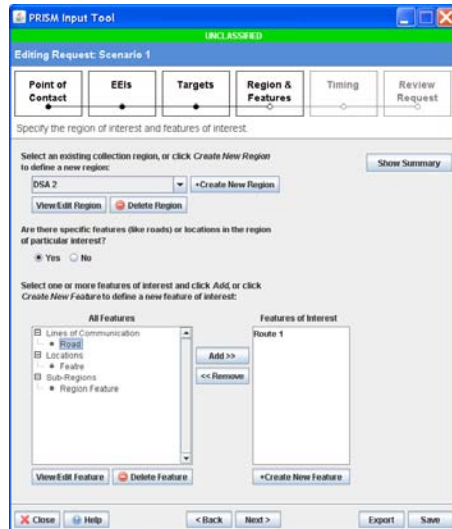 PRISM Input Tool
UNCLASSIFIED
Editing Request: Scenario 1
Point of Contact
EEIs
Targets
Region & Features
Timing
Review Request
Specify the region of interest and features of interest.
Select an existing collection region, or click Create New Region
to define a new region:
Show Summary
DSA 2
+Create New Region
View/Edit Region
Delete Region
Are there specific features (like roads) or locations in the region
of particular interest?
Yes No
Select one or more features of interest and click Add, or click
Create New Feature to define a new feature of interest:
All Features
Features of Interest
Lines of Communication
Road
Locations
Featre
Sub-Regions
Region Feature
Route 1
Add >>
<< Remove
View/Edit Feature
Delete Feature
+Create New Feature
Close
Help
< Back
Next >
Export
Save